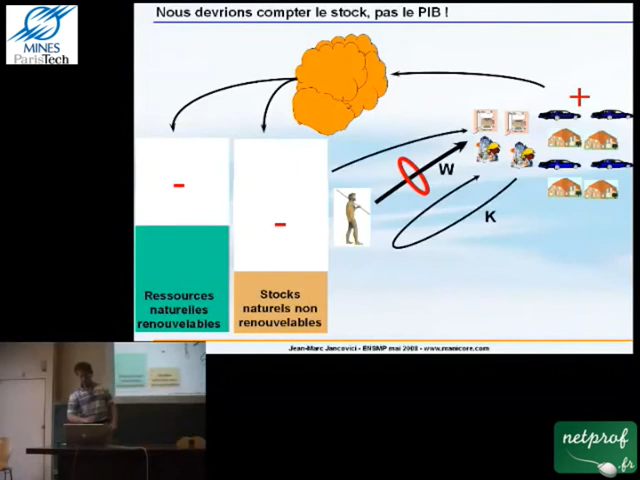 Nous devrions compter le stock, pas le PIB !
MINES
ParisTech
+
W
K
-
-
Ressources
naturelles
renouvelables
Stocks
naturels non
renouvelables
Jean-Marc Jancovici - ENSMP mai 2008 - www.manicore.com
netprof
.fr